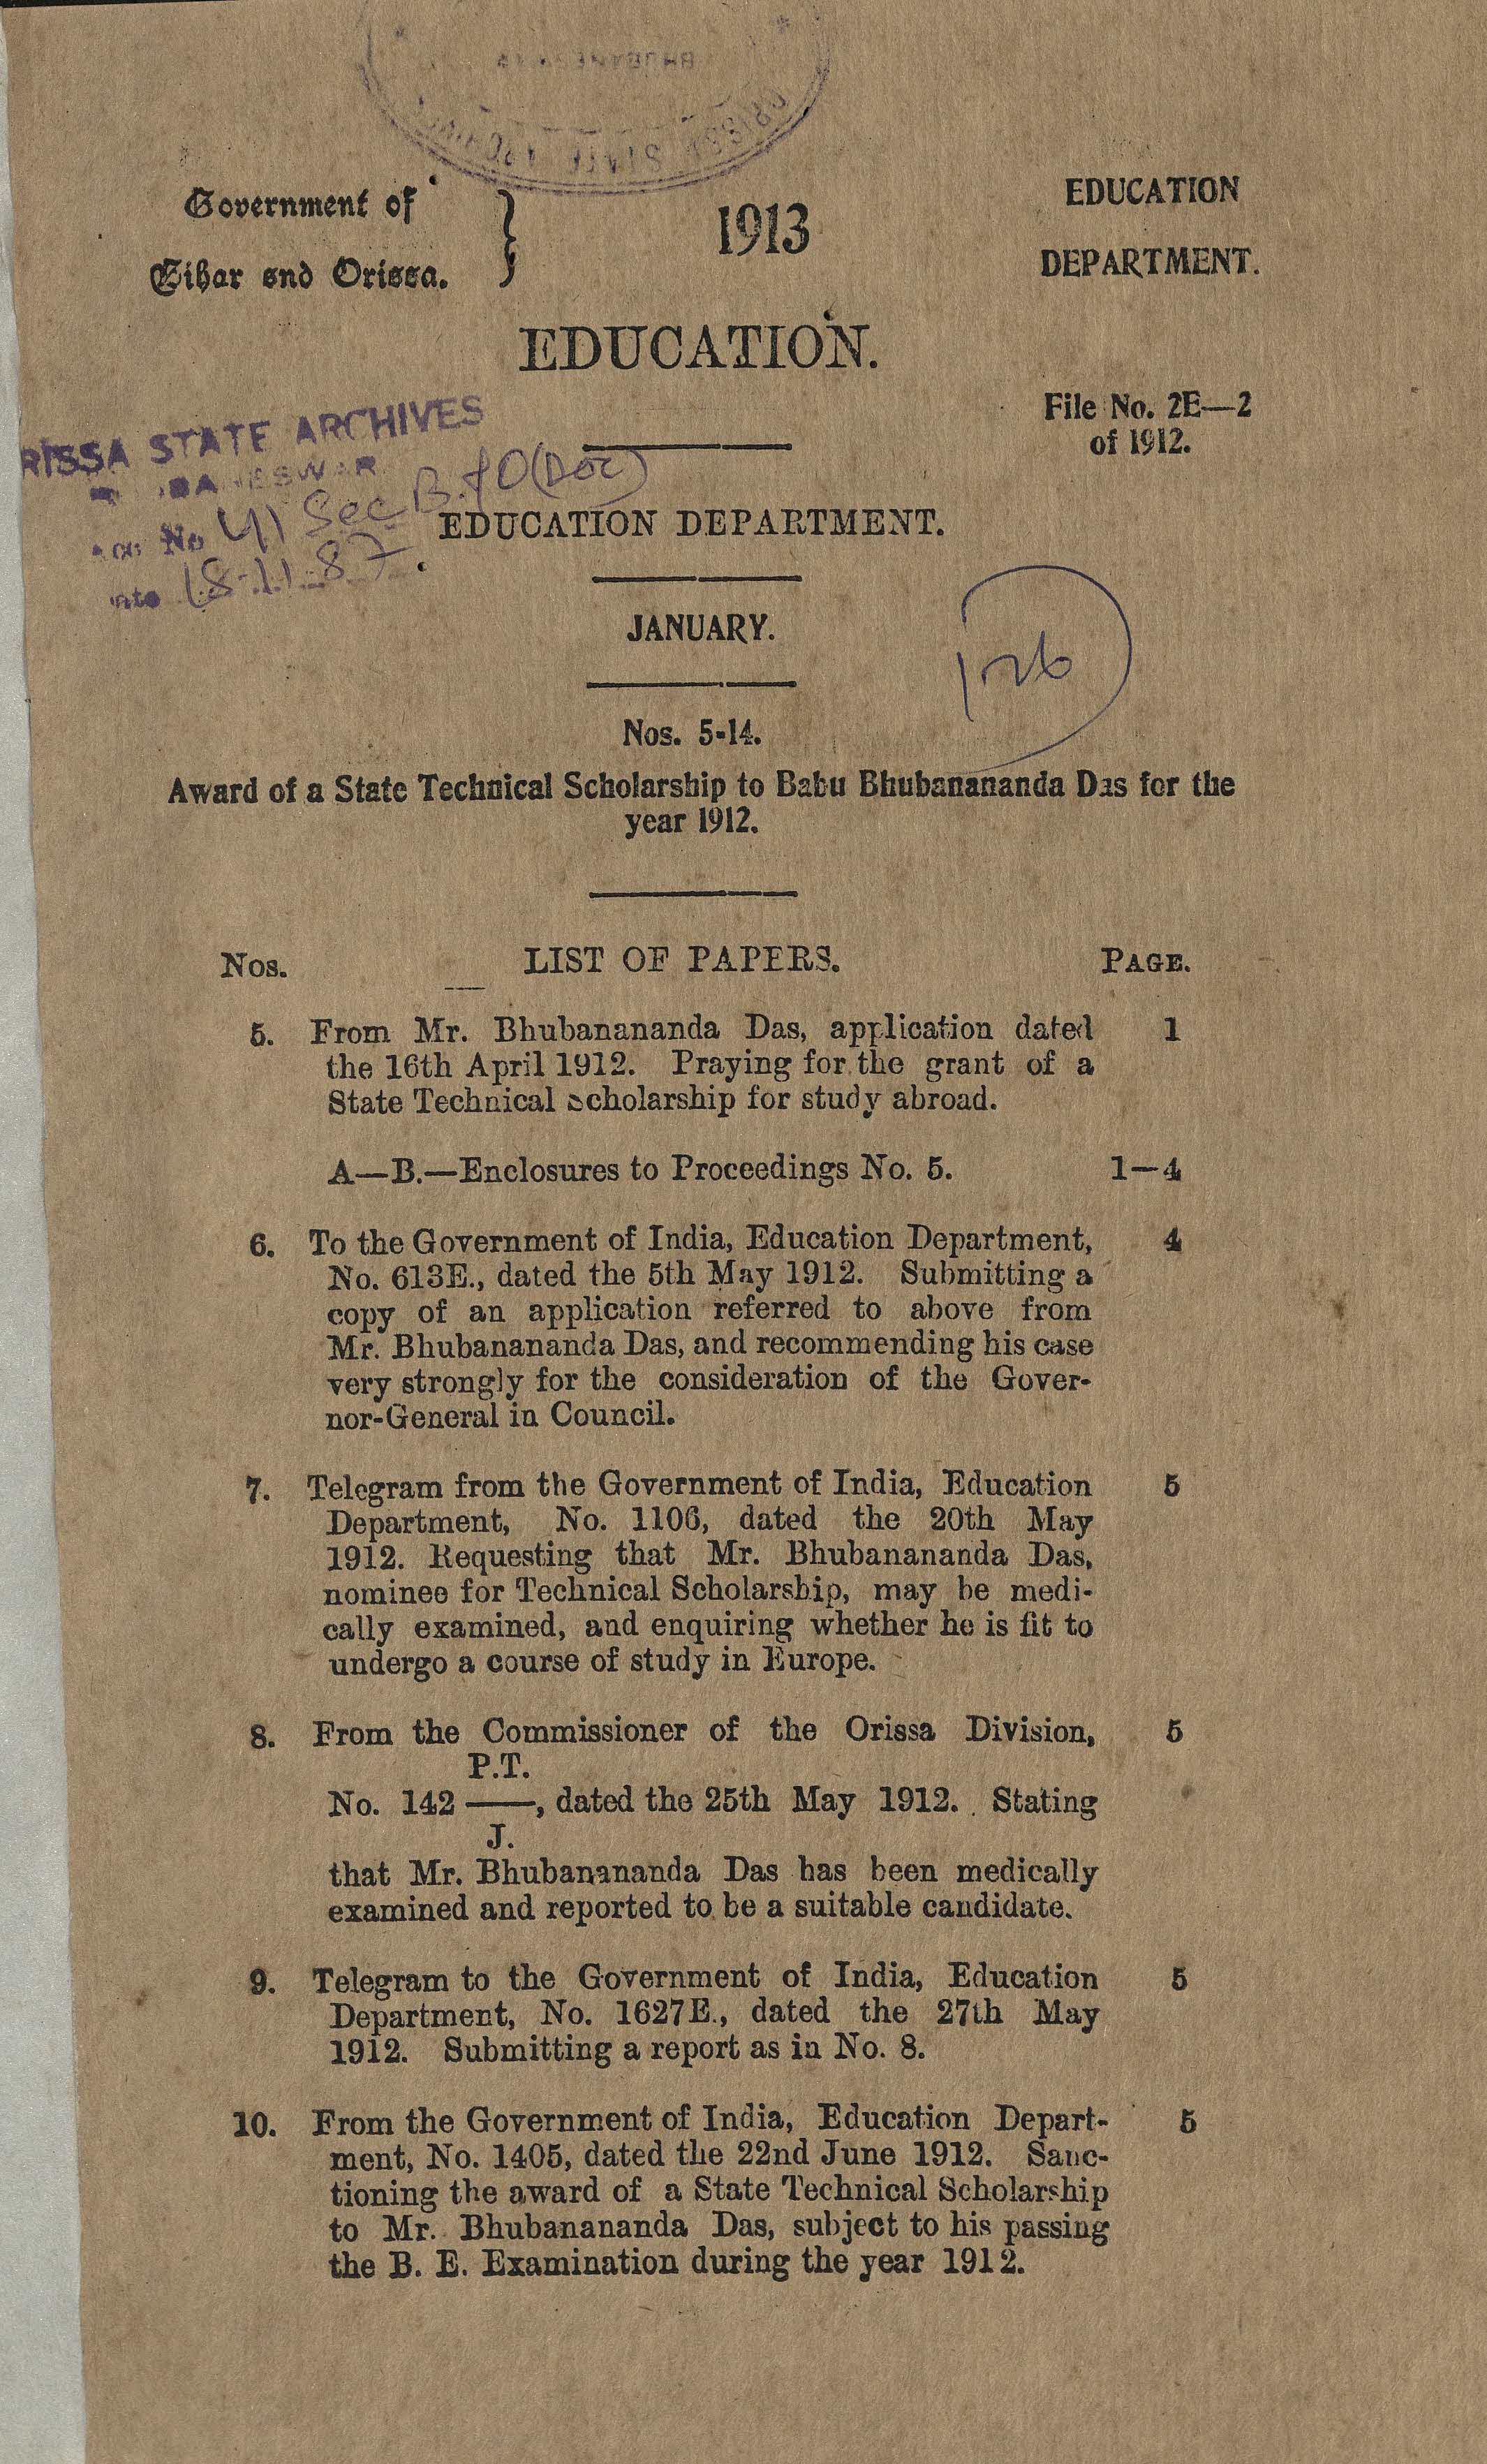 Government of
Bihar and Orissa.
1913
EDUCATION
DEPARTMENT.
EDUCATION.
File No. 2E—2
of 1912.
RISSA STATE ARCHIVES
No 41 Sec B.&O (Doc)
18-11-87.
EDUCATION DEPARTMENT.
JANUARY.
126
Nos. 5-14.
Award of a State Technical Scholarship to Babu Bhubanananda Das for the
year 1912.
Nos. LIST OF PAPERS. PAGE.
5. From Mr. Bhubanananda Das, application dated 1
the 16th April 1912. Praying for the grant of a
State Technical scholarship for study abroad.
A—B.—Enclosures to Proceedings No. 5. 1—4
6. To the Government of India, Education Department, 4
No. 613E., dated the 5th May 1912. Submitting a
copy of an application referred to above from
Mr. Bhubanananda Das, and recommending his case
very strongly for the consideration of the Gover-
nor-General in Council.
7. Telegram from the Government of India, Education 5
Department, No. 1106, dated the 20th May
1912. Requesting that Mr. Bhubanananda Das,
nominee for Technical Scholarship, may be medi-
cally examined, and enquiring whether he is fit to
undergo a course of study in Europe.
8. From the Commissioner of the Orissa Division, 5
P.T.
No. 142 ——, dated the 25th May 1912. Stating
J.
that Mr. Bhubanananda Das has been medically
examined and reported to be a suitable candidate.
9. Telegram to the Government of India, Education 5
Department, No. 1627E., dated the 27th May
1912. Submitting a report as in No. 8.
10. From the Government of India, Education Depart- 5
ment, No. 1405, dated the 22nd June 1912. Sanc-
tioning the award of a State Technical Scholarship
to Mr. Bhubanananda Das, subject to his passing
the B. E. Examination during the year 1912.